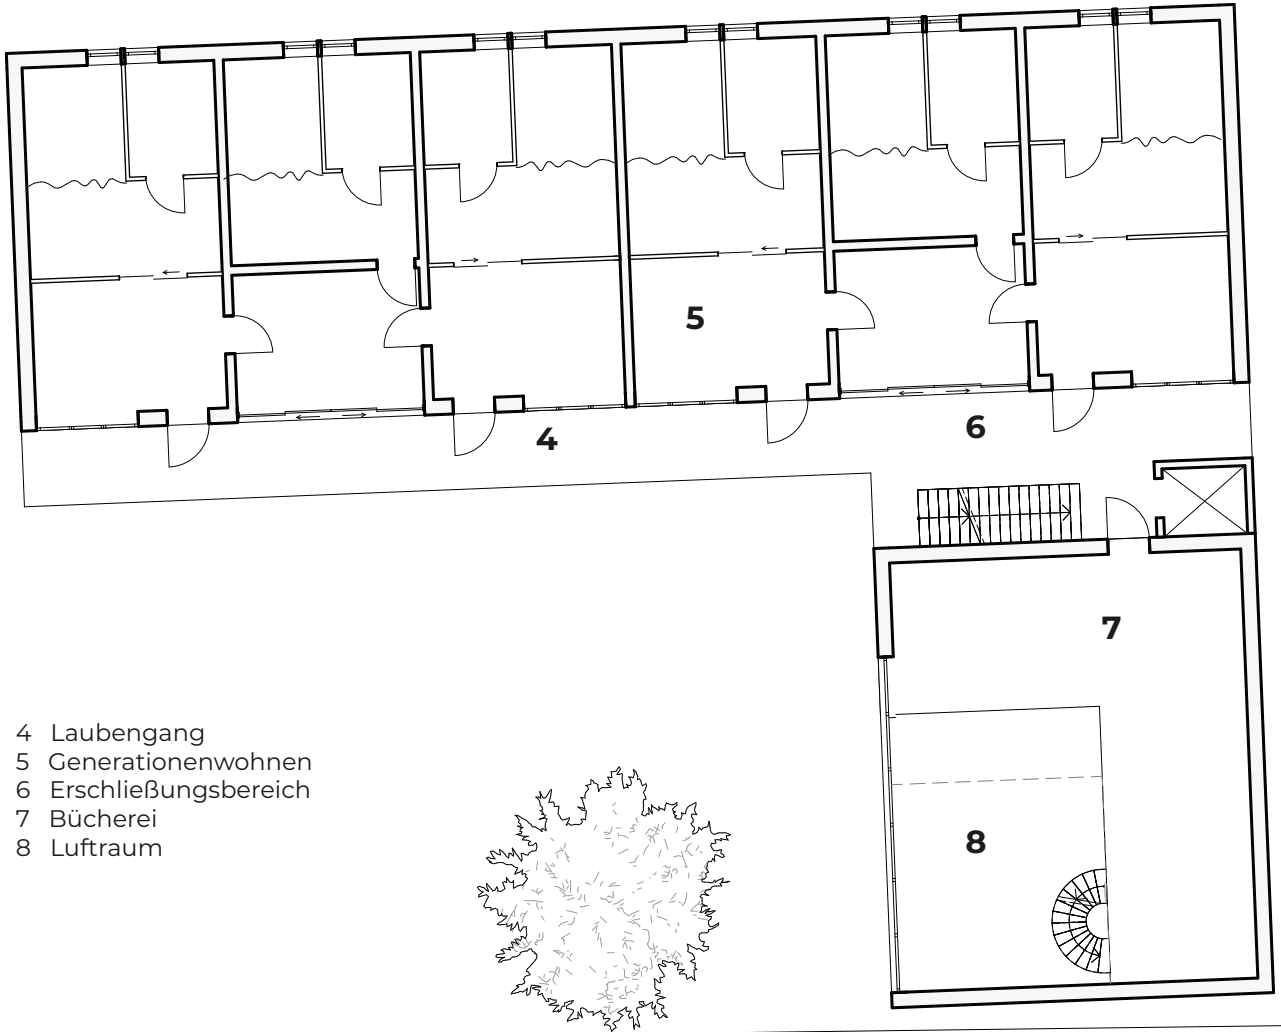 5
4
6
7
8
4 Laubengang
5 Generationenwohnen
6 Erschließungsbereich
7 Bücherei
8 Luftraum